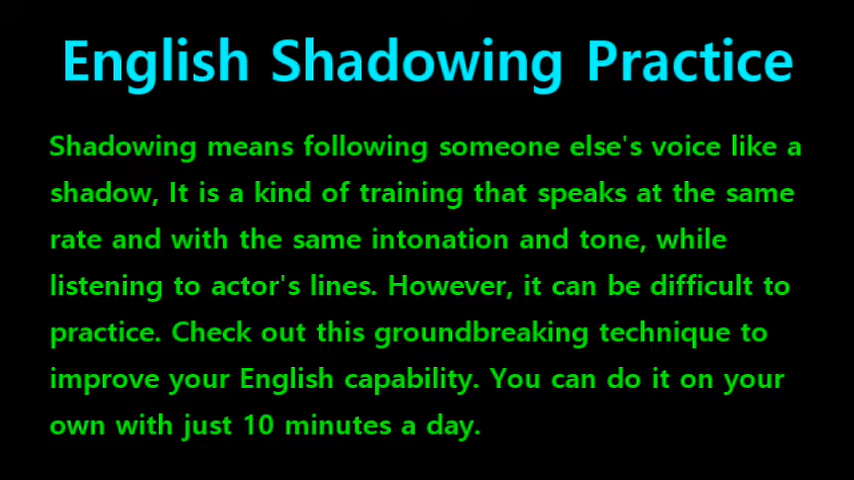 English Shadowing Practice
Shadowing means following someone else's voice like a
shadow, It is a kind of training that speaks at the same
rate and with the same intonation and tone, while
listening to actor's lines. However, it can be difficult to
practice. Check out this groundbreaking technique to
improve your English capability. You can do it on your
own with just 10 minutes a day.